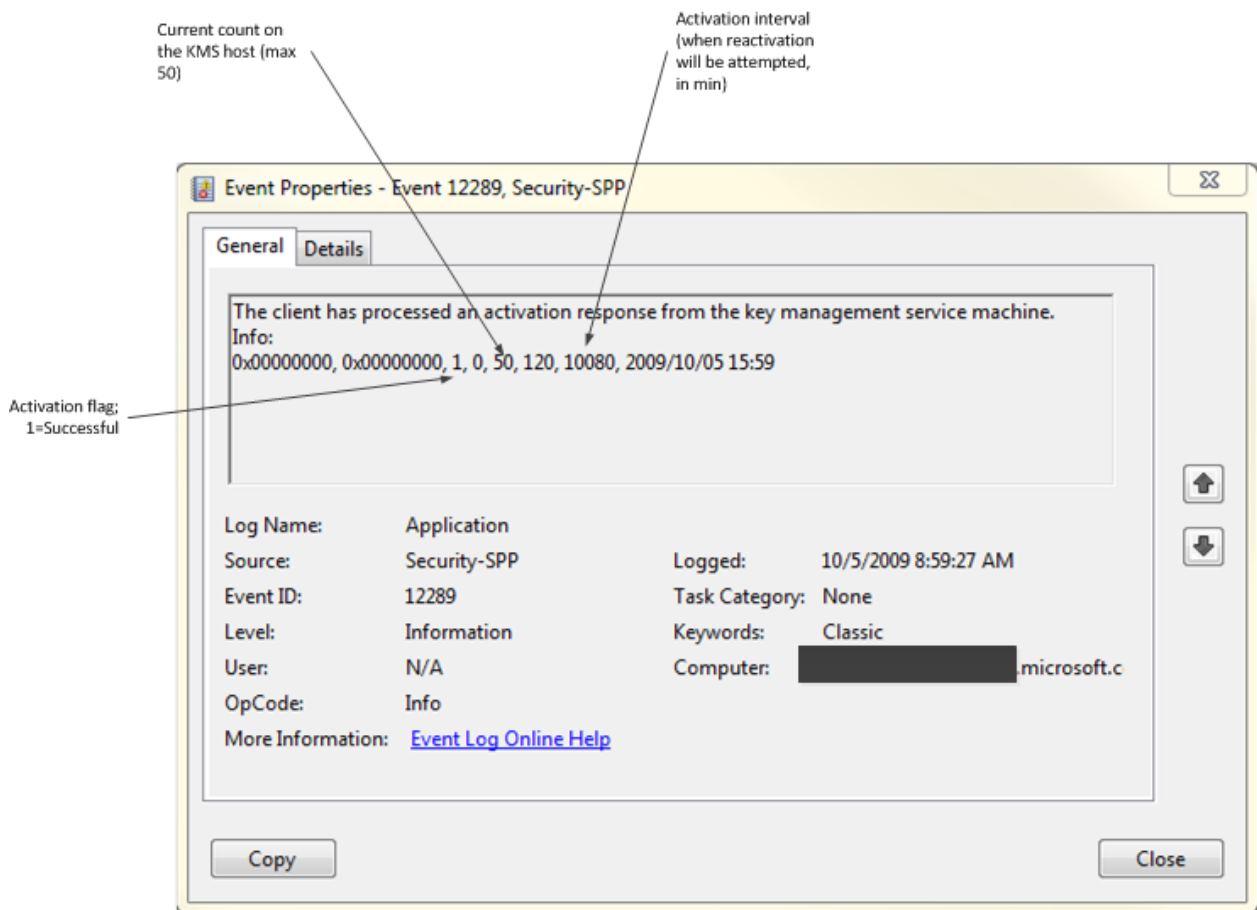 Current count on
the KMS host (max
50)
Activation interval
(when reactivation
will be attempted,
in min)
Event Properties - Event 12289, Security-SPP
General Details
The client has processed an activation response from the key management service machine.
Info:
0x00000000, 0x00000000, 1, 0, 50, 120, 10080, 2009/10/05 15:59
Activation flag;
1=Successful
Log Name: Application
Source: Security-SPP Logged: 10/5/2009 8:59:27 AM
Event ID: 12289 Task Category: None
Level: Information Keywords: Classic
User: N/A Computer: .microsoft.c
OpCode: Info
More Information: Event Log Online Help
Copy Close